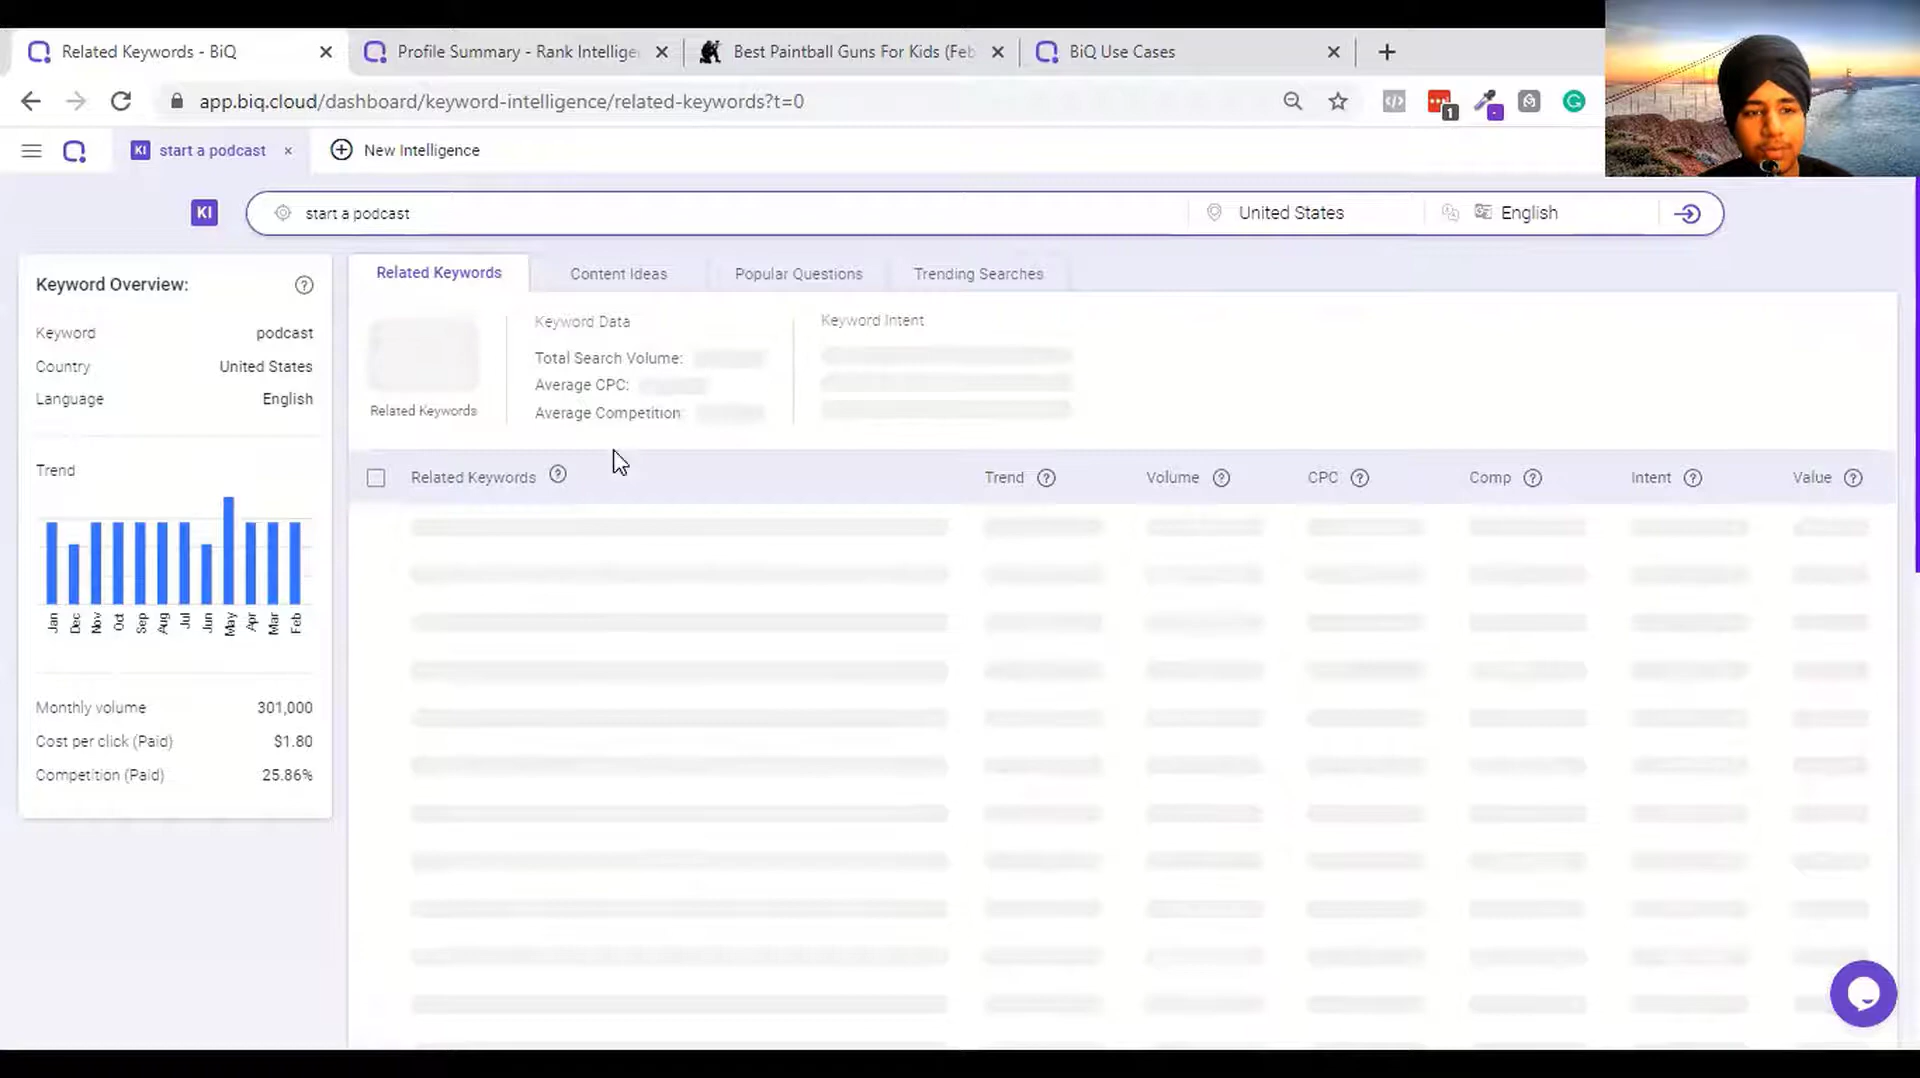 Related Keywords - BiQ
Profile Summary - Rank Intellige
Best Paintball Guns For Kids (Feb
BiQ Use Cases
app.biq.cloud/dashboard/keyword-intelligence/related-keywords?t=0
1
KI start a podcast
New Intelligence
KI
start a podcast
United States
English
Keyword Overview:
Keyword podcast
Country United States
Language English
Trend
Jan Dec Nov Oct Sep Aug Jul Jun May Apr Mar Feb
Monthly volume 301,000
Cost per click (Paid) $1.80
Competition (Paid) 25.86%
Related Keywords
Content Ideas
Popular Questions
Trending Searches
Related Keywords
Keyword Data
Total Search Volume:
Average CPC:
Average Competition:
Keyword Intent
Related Keywords
Trend
Volume
CPC
Comp
Intent
Value